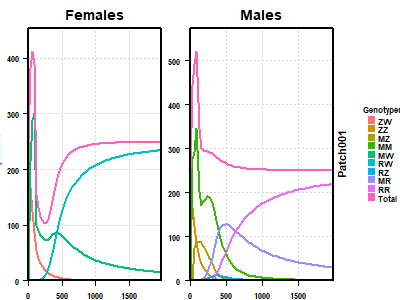 Females
Males
400
300
200
100
0
500
400
300
200
100
0
0
500
1000
1500
0
500
1000
1500
Patch001
Genotypes
ZW
ZZ
MZ
MM
MW
RW
RZ
MR
RR
Total